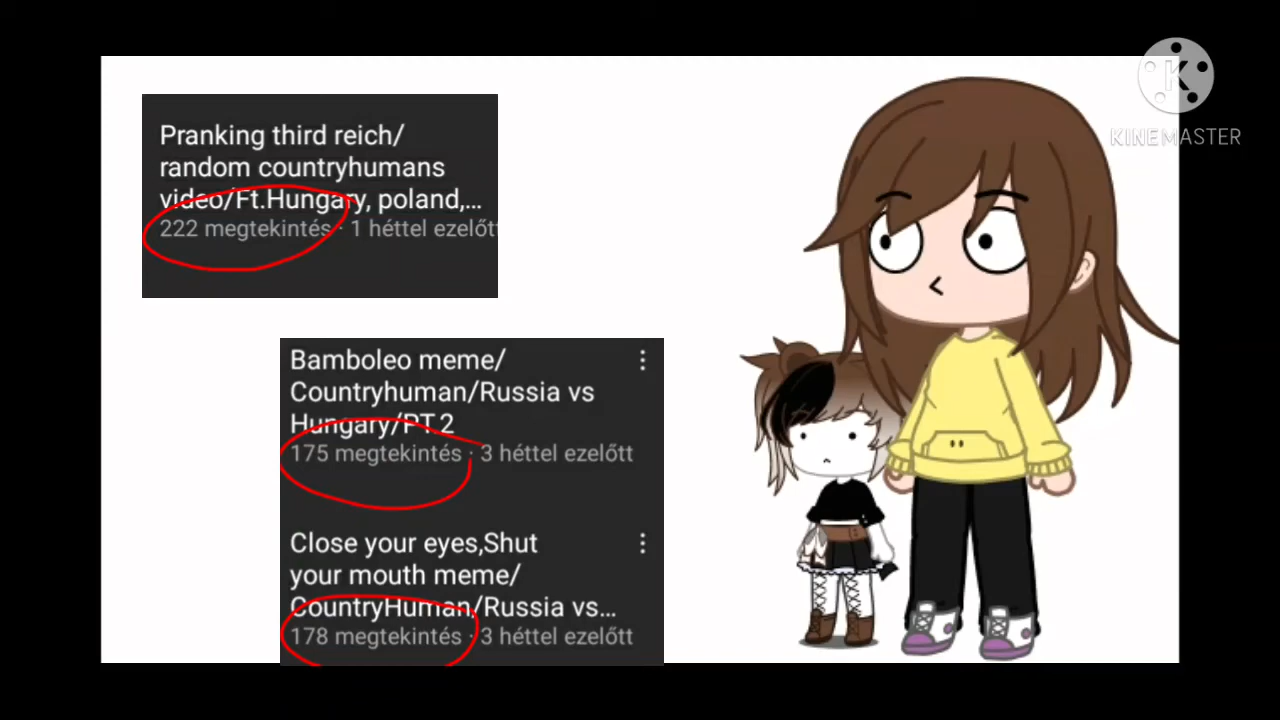 Pranking third reich/
random countryhumans
video/Ft.Hungary, poland,...
222 megtekintés · 1 héttel ezelőtt
Bamboleo meme/
Countryhuman/Russia vs
Hungary/PT.2
175 megtekintés · 3 héttel ezelőtt
Close your eyes,Shut
your mouth meme/
CountryHuman/Russia vs...
178 megtekintés · 3 héttel ezelőtt
K
KINEMASTER